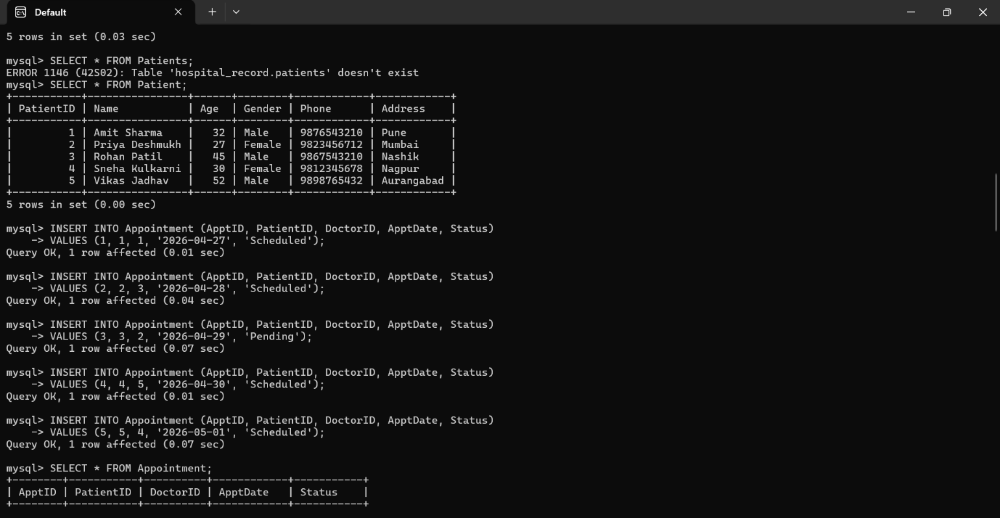 Default
5 rows in set (0.03 sec)
mysql> SELECT * FROM Patients;
ERROR 1146 (42S02): Table 'hospital_record.patients' doesn't exist
mysql> SELECT * FROM Patient;
+-----------+----------------+------+--------+------------+------------+
| PatientID | Name           | Age  | Gender | Phone      | Address    |
+-----------+----------------+------+--------+------------+------------+
|         1 | Amit Sharma    |   32 | Male   | 9876543210 | Pune       |
|         2 | Priya Deshmukh |   27 | Female | 9823456712 | Mumbai     |
|         3 | Rohan Patil    |   45 | Male   | 9867543210 | Nashik     |
|         4 | Sneha Kulkarni |   30 | Female | 9812345678 | Nagpur     |
|         5 | Vikas Jadhav   |   52 | Male   | 9898765432 | Aurangabad |
+-----------+----------------+------+--------+------------+------------+
5 rows in set (0.00 sec)
mysql> INSERT INTO Appointment (ApptID, PatientID, DoctorID, ApptDate, Status)
    -> VALUES (1, 1, 1, '2026-04-27', 'Scheduled');
Query OK, 1 row affected (0.01 sec)
mysql> INSERT INTO Appointment (ApptID, PatientID, DoctorID, ApptDate, Status)
    -> VALUES (2, 2, 3, '2026-04-28', 'Scheduled');
Query OK, 1 row affected (0.04 sec)
mysql> INSERT INTO Appointment (ApptID, PatientID, DoctorID, ApptDate, Status)
    -> VALUES (3, 3, 2, '2026-04-29', 'Pending');
Query OK, 1 row affected (0.07 sec)
mysql> INSERT INTO Appointment (ApptID, PatientID, DoctorID, ApptDate, Status)
    -> VALUES (4, 4, 5, '2026-04-30', 'Scheduled');
Query OK, 1 row affected (0.01 sec)
mysql> INSERT INTO Appointment (ApptID, PatientID, DoctorID, ApptDate, Status)
    -> VALUES (5, 5, 4, '2026-05-01', 'Scheduled');
Query OK, 1 row affected (0.07 sec)
mysql> SELECT * FROM Appointment;
+--------+-----------+----------+------------+-----------+
| ApptID | PatientID | DoctorID | ApptDate   | Status    |
+--------+-----------+----------+------------+-----------+